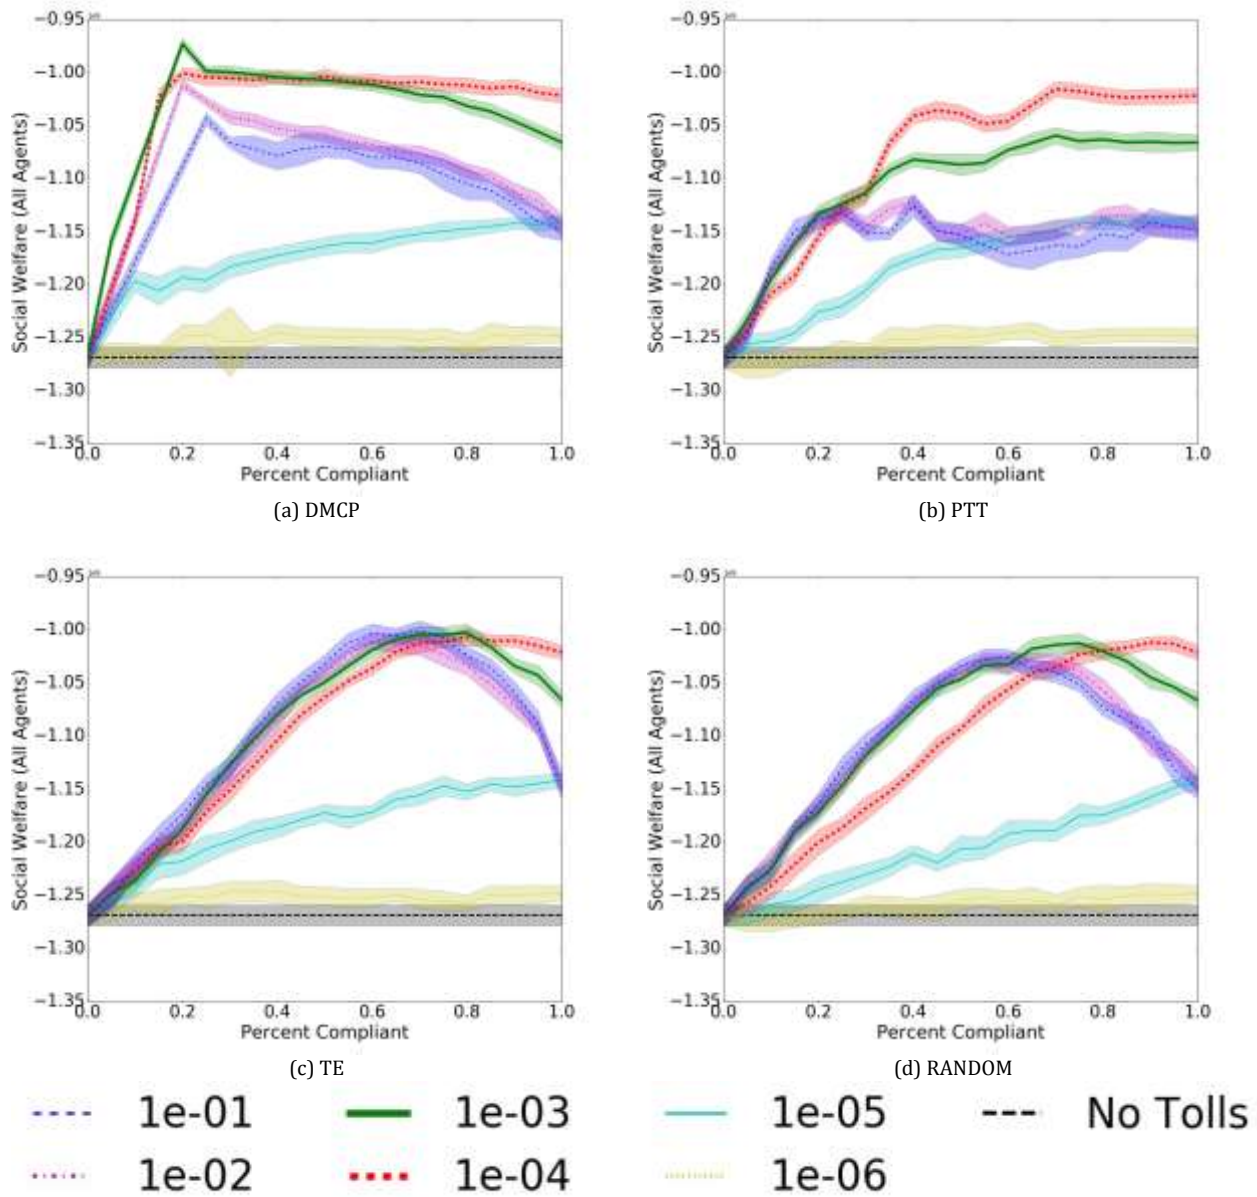 −0.95
−1.00
−1.05
−1.10
−1.15
−1.20
−1.25
−1.30
−1.35
0.0 0.2 0.4 0.6 0.8 1.0
Social Welfare (All Agents)
Percent Compliant
(a) DMCP
−0.95
−1.00
−1.05
−1.10
−1.15
−1.20
−1.25
−1.30
−1.35
0.0 0.2 0.4 0.6 0.8 1.0
Social Welfare (All Agents)
Percent Compliant
(b) PTT
−0.95
−1.00
−1.05
−1.10
−1.15
−1.20
−1.25
−1.30
−1.35
0.0 0.2 0.4 0.6 0.8 1.0
Social Welfare (All Agents)
Percent Compliant
(c) TE
−0.95
−1.00
−1.05
−1.10
−1.15
−1.20
−1.25
−1.30
−1.35
0.0 0.2 0.4 0.6 0.8 1.0
Social Welfare (All Agents)
Percent Compliant
(d) RANDOM
1e-01 1e-03 1e-05 No Tolls
1e-02 1e-04 1e-06